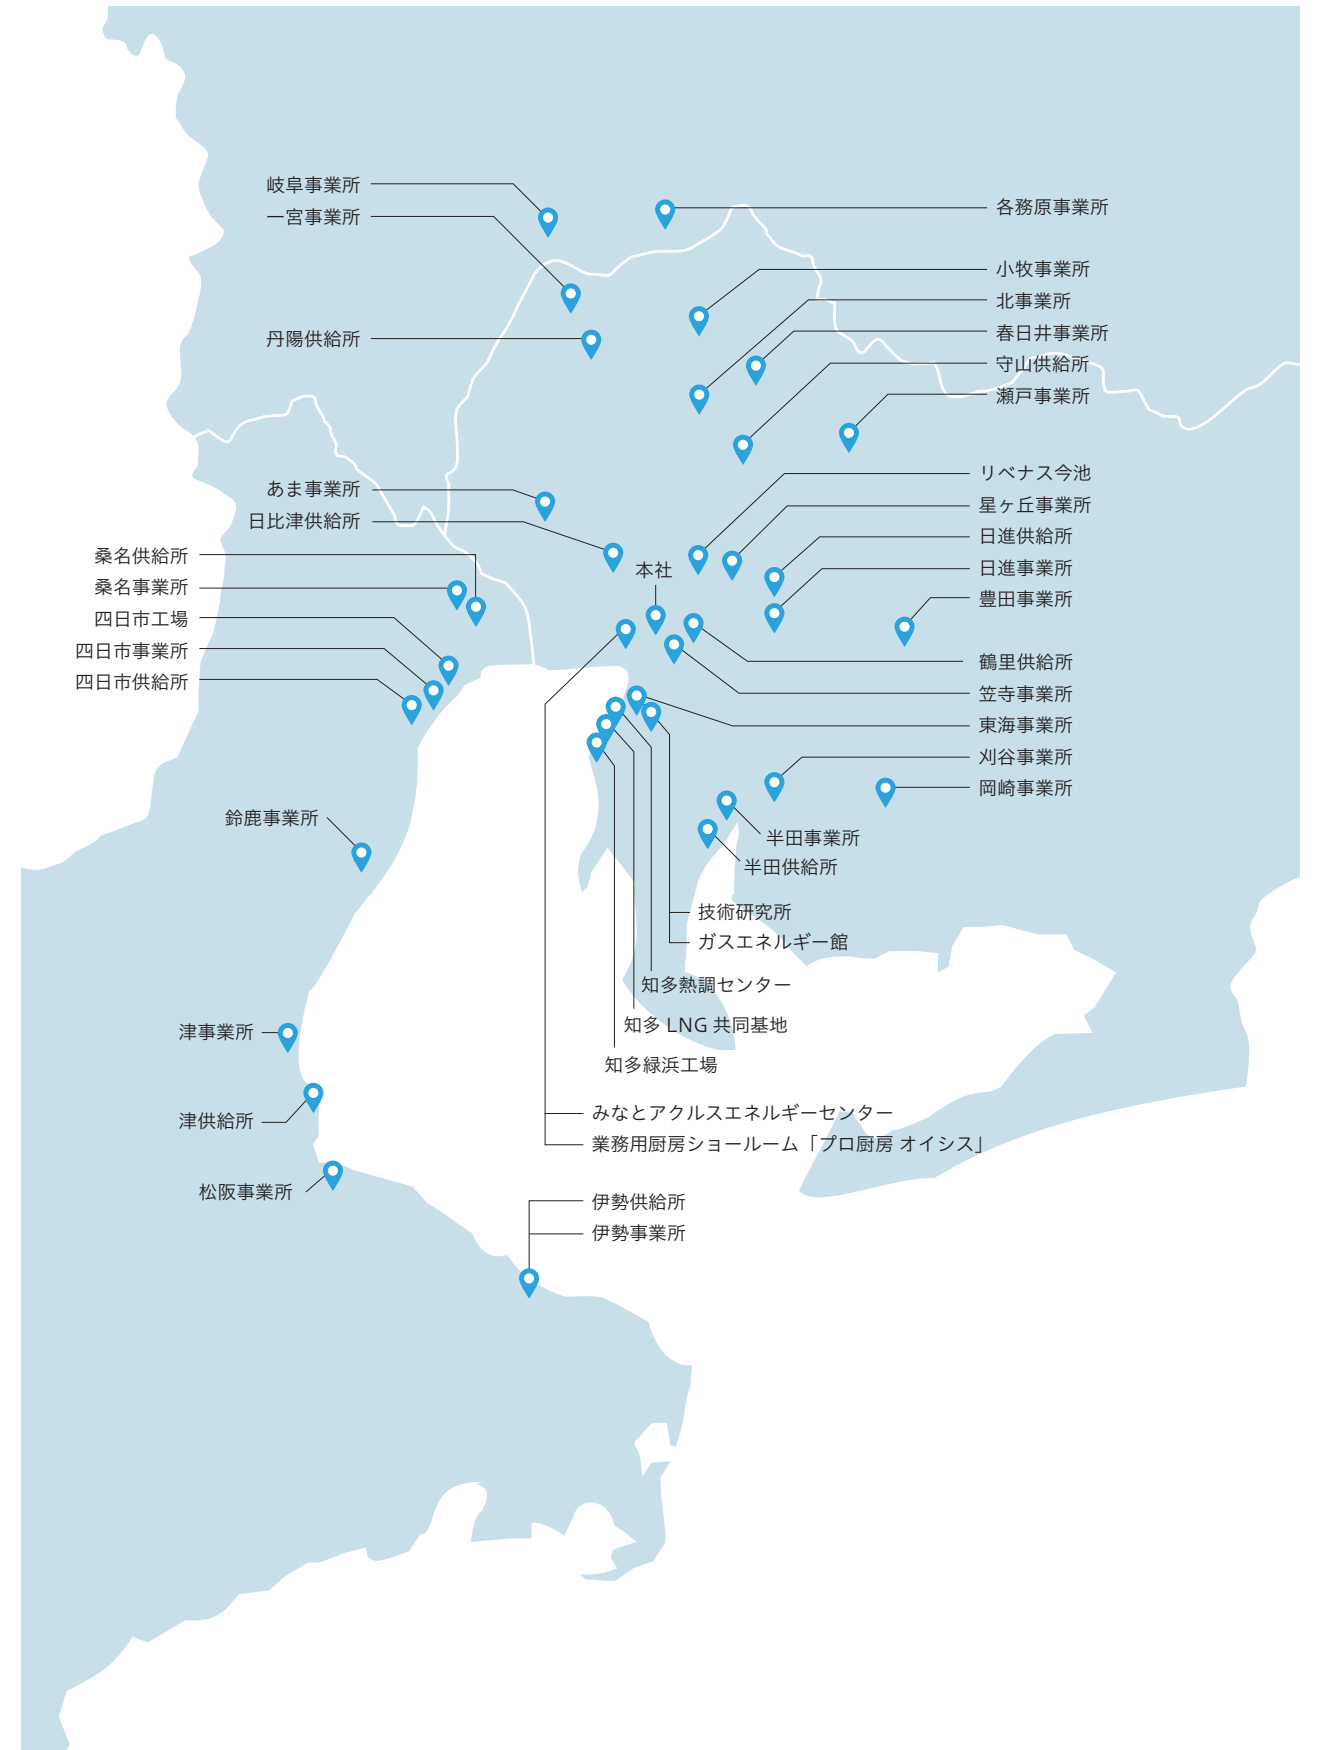 岐阜事業所
一宮事業所
丹陽供給所
各務原事業所
小牧事業所
北事業所
春日井事業所
守山供給所
瀬戸事業所
あま事業所
日比津供給所
桑名供給所
桑名事業所
四日市工場
四日市事業所
四日市供給所
本社
リベナス今池
星ヶ丘事業所
日進供給所
日進事業所
豊田事業所
鶴里供給所
笠寺事業所
東海事業所
刈谷事業所
岡崎事業所
半田事業所
半田供給所
鈴鹿事業所
技術研究所
ガスエネルギー館
知多熱調センター
知多 LNG 共同基地
知多緑浜工場
津事業所
津供給所
松阪事業所
みなとアクルスエネルギーセンター
業務用厨房ショールーム「プロ厨房 オイシス」
伊勢供給所
伊勢事業所